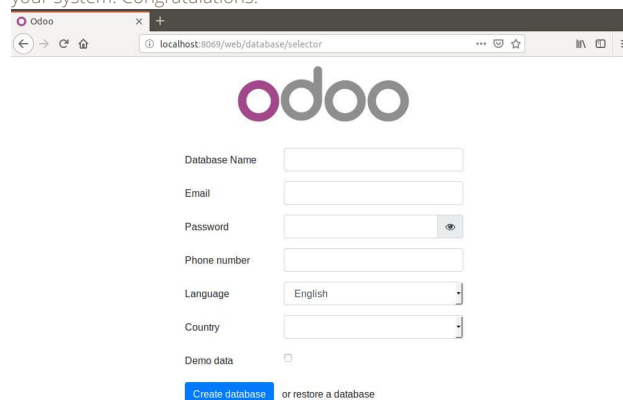 your system. Congratulations!
Odoo
localhost:8069/web/database/selector
odoo
Database Name
Email
Password
Phone number
Language English
Country
Demo data
Create database or restore a database